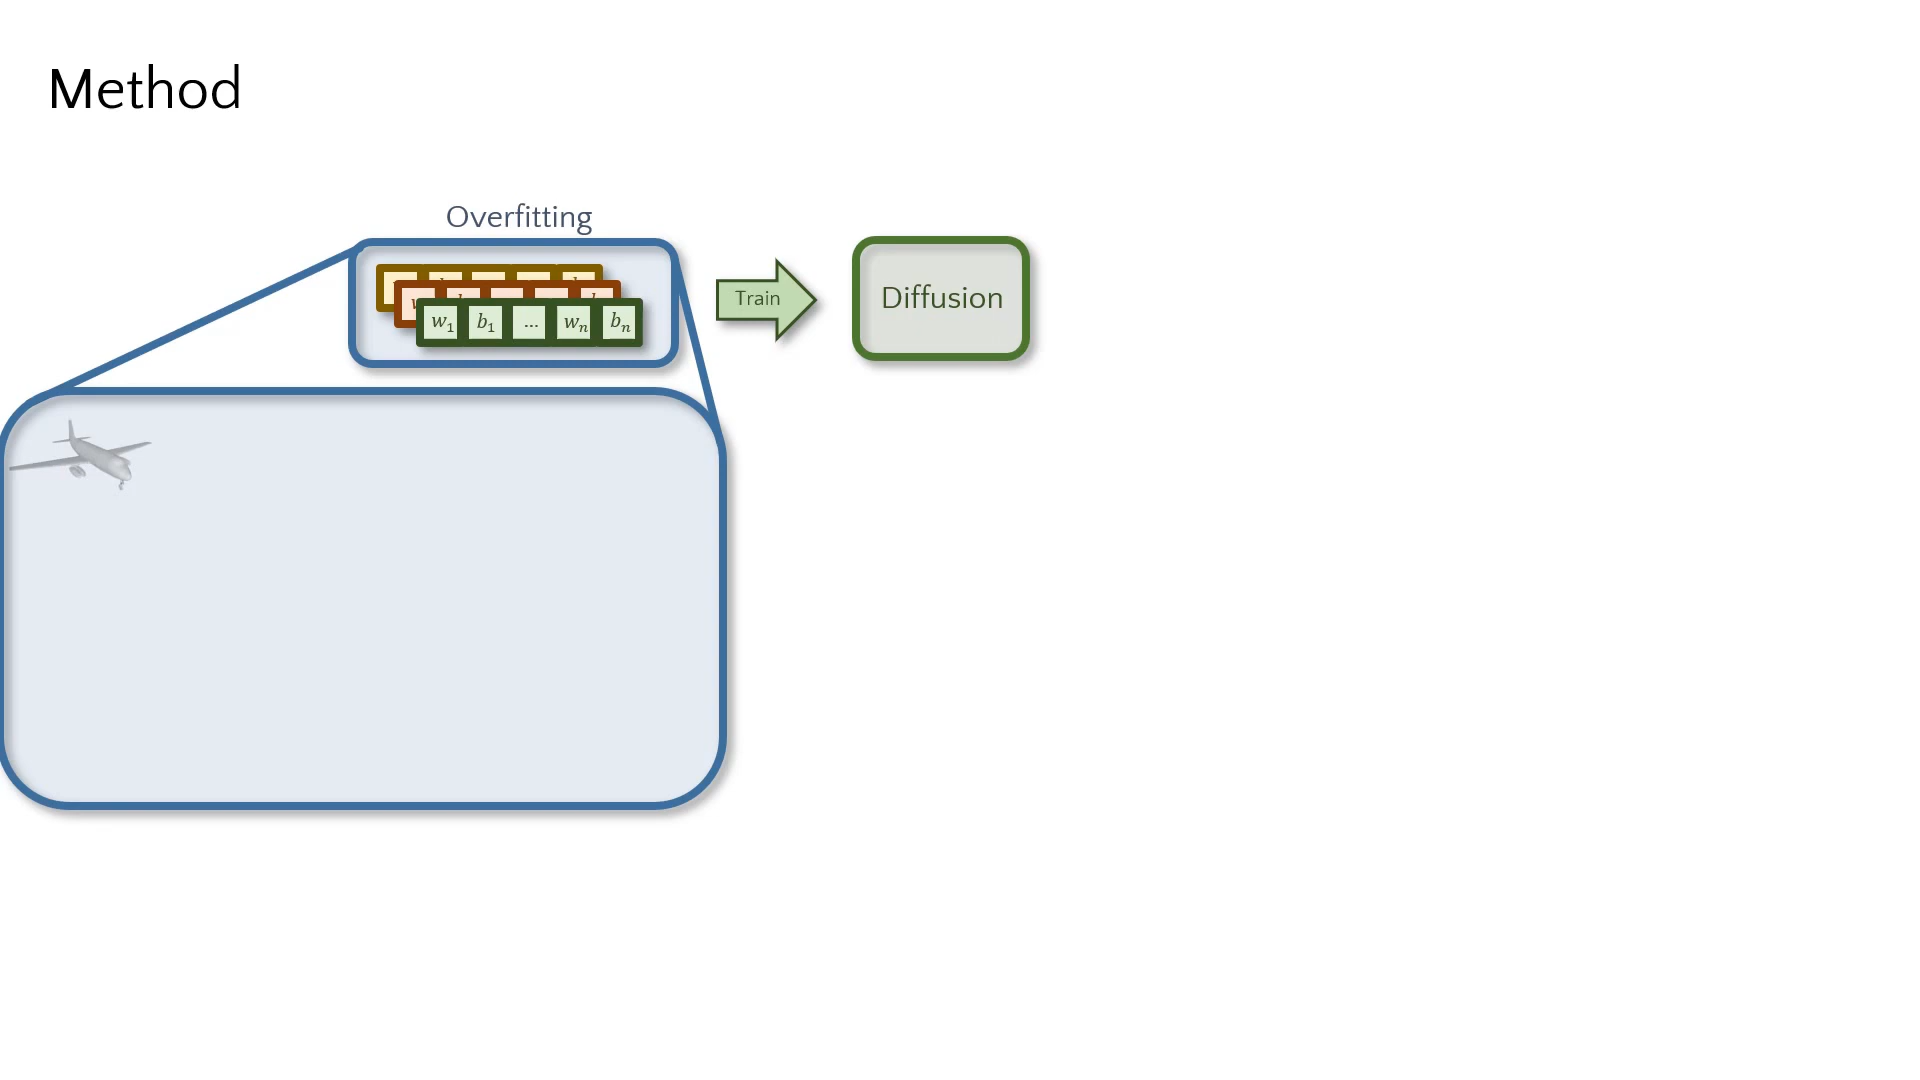 Method
Overfitting
w₁ b₁ ... wₙ bₙ
Train
Diffusion